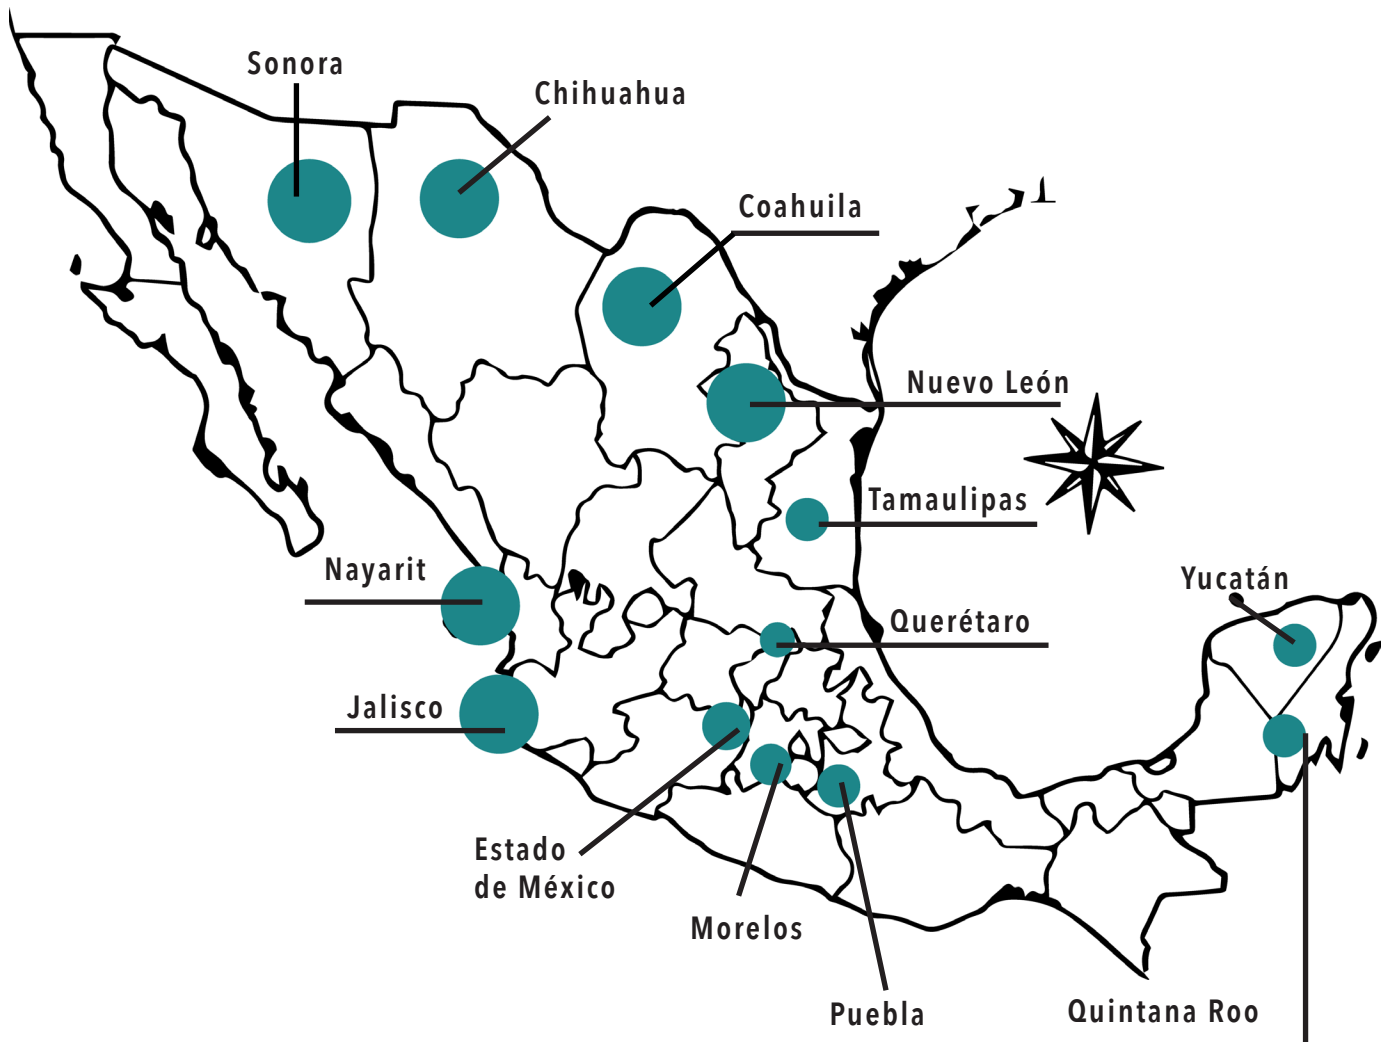 Sonora
Chihuahua
Coahuila
Nuevo León
Tamaulipas
Nayarit
Yucatán
Querétaro
Jalisco
Estado
de México
Morelos
Puebla
Quintana Roo